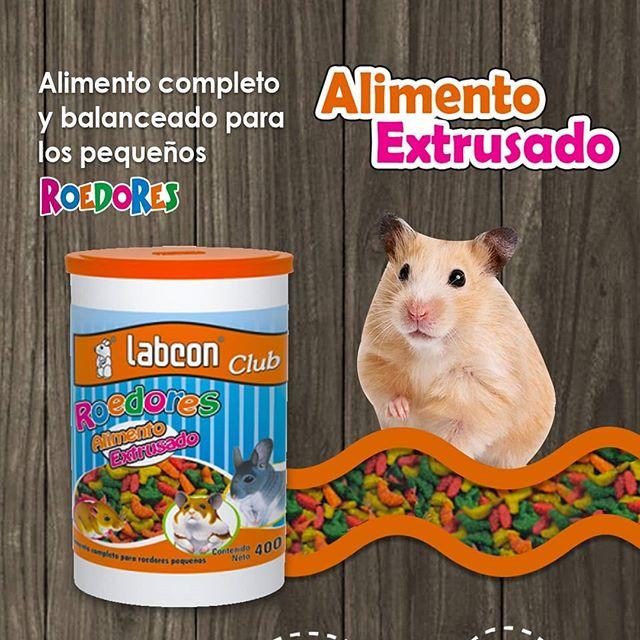 Alimento completo
y balanceado para
los pequeños
ROEDORES
Alimento
Extrusado
labcon® Club
Roedores
Alimento
Extrusado
completo para roedores pequeños
Contenido
Neto 400